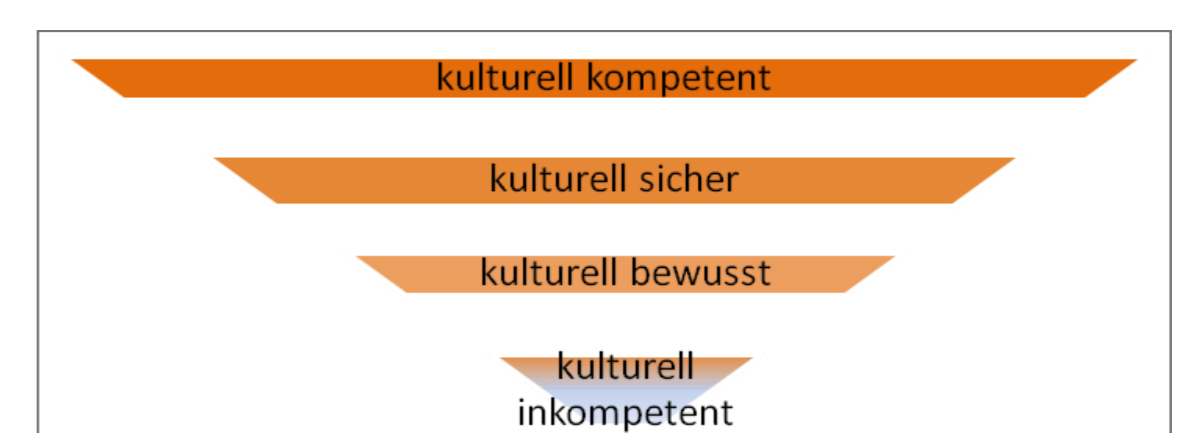 kulturell kompetent
kulturell sicher
kulturell bewusst
kulturell
inkompetent